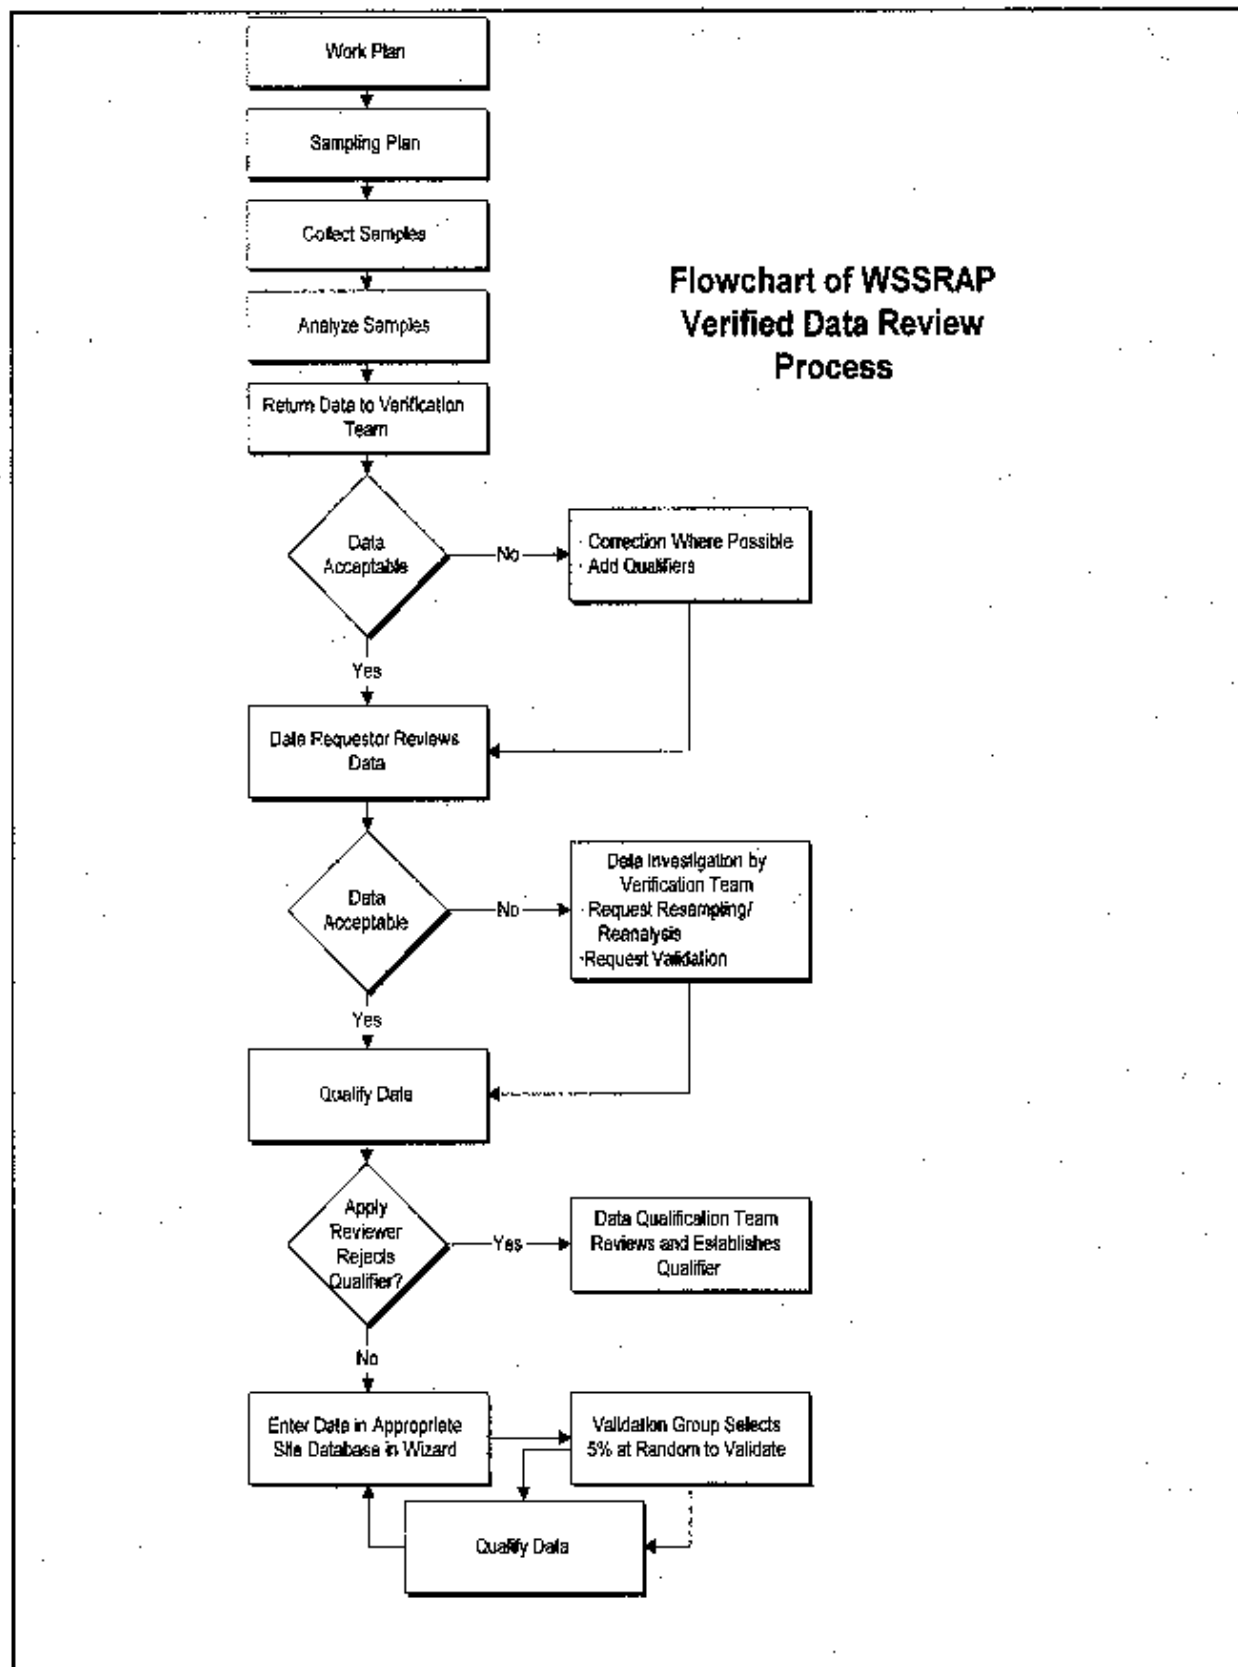 Work Plan
Sampling Plan
Collect Samples
Flowchart of WSSRAP
Verified Data Review
Process
Analyze Samples
Return Data to Verification
Team
Data
Acceptable
No
· Correction Where Possible
· Add Qualifiers
Yes
Data Requestor Reviews
Data
Data
Acceptable
No
Data Investigation by
Verification Team
· Request Resampling/
Reanalysis
· Request Validation
Yes
Qualify Data
Apply
Reviewer
Rejects
Qualifier?
Yes
Data Qualification Team
Reviews and Establishes
Qualifier
No
Enter Data in Appropriate
Site Database in Wizard
Validation Group Selects
5% at Random to Validate
Qualify Data